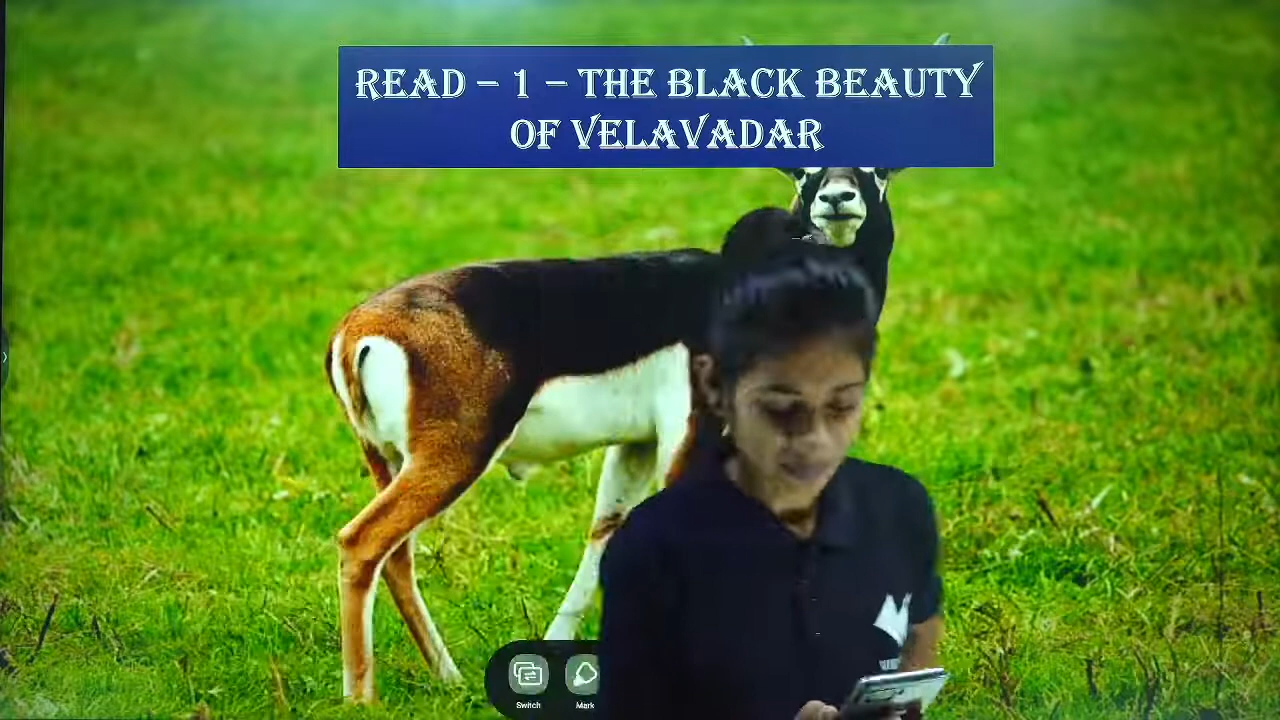 READ – 1 – THE BLACK BEAUTY
OF VELAVADAR
Switch
Mark